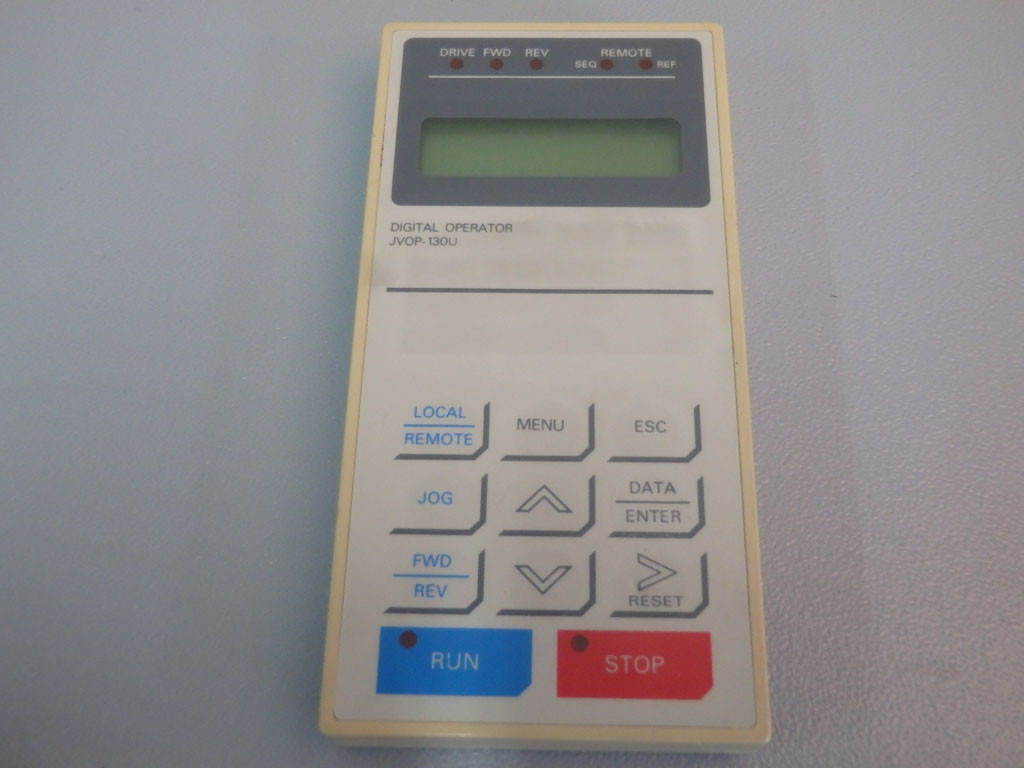 DRIVE FWD REV REMOTE
SEQ REF
DIGITAL OPERATOR
JVOP-130U
LOCAL
REMOTE
MENU
ESC
JOG
DATA
ENTER
FWD
REV
RESET
RUN
STOP